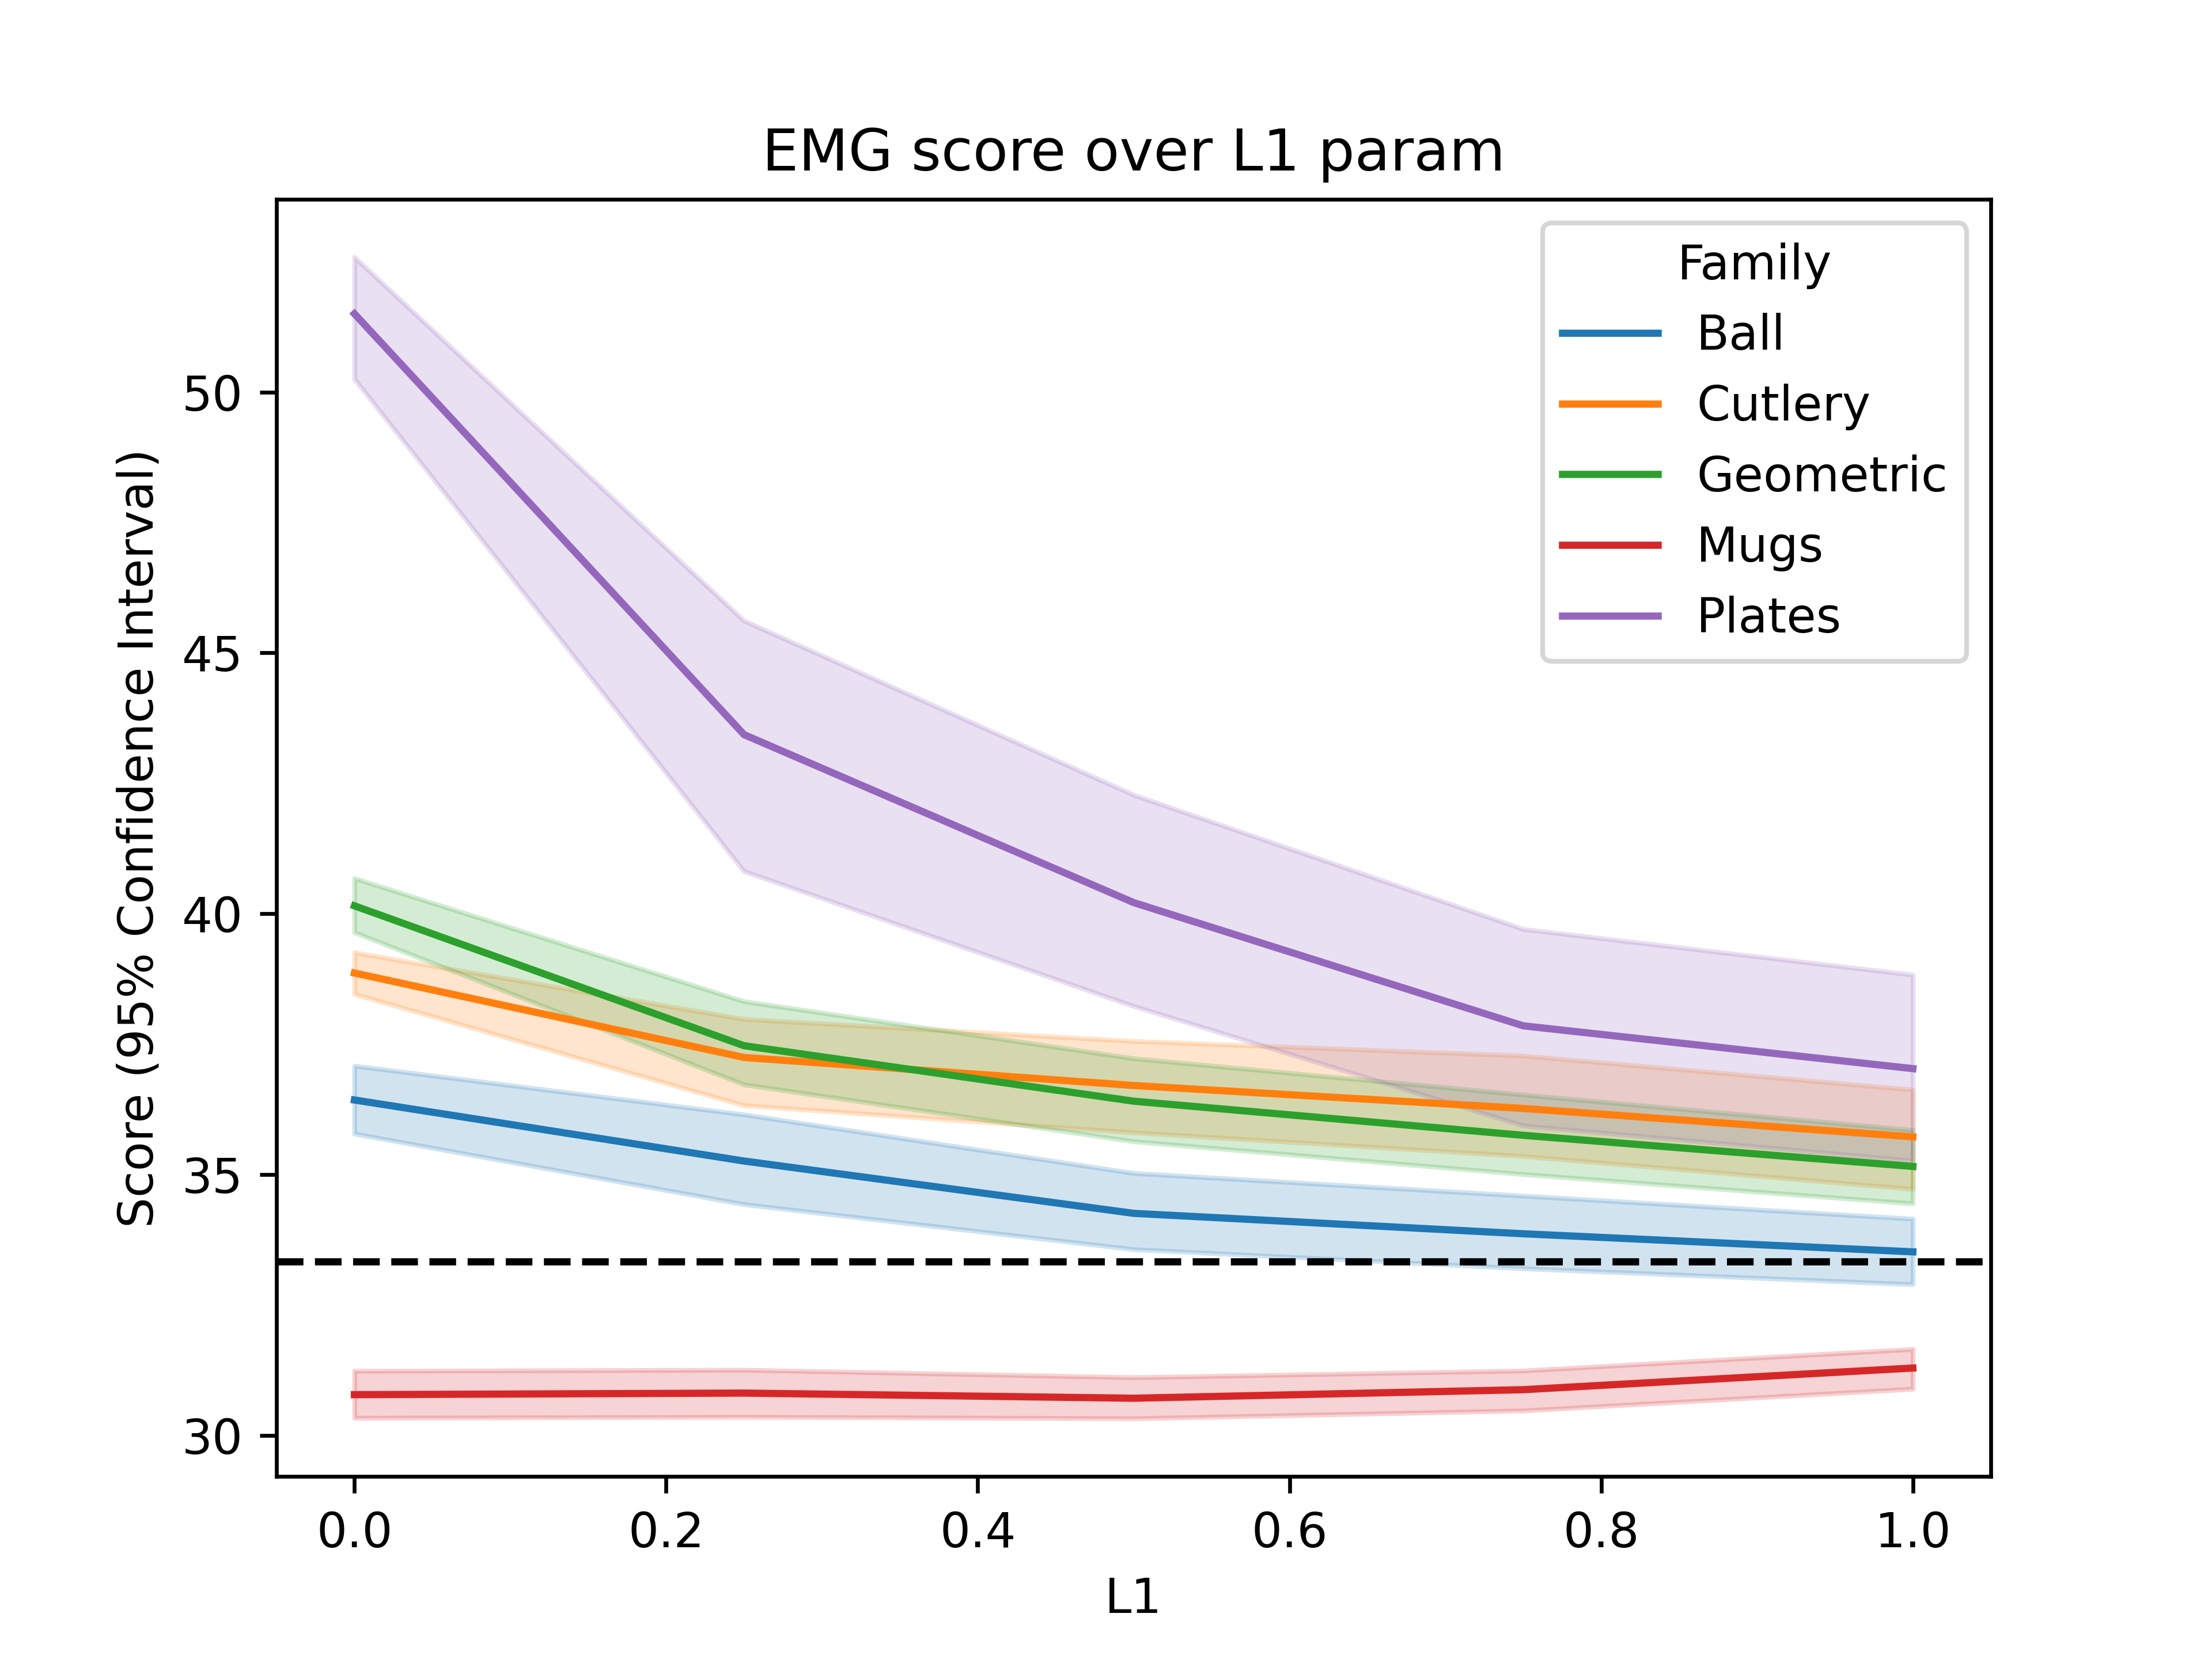 EMG score over L1 param
Score (95% Confidence Interval)
50
45
40
35
30
Family
Ball
Cutlery
Geometric
Mugs
Plates
0.0 0.2 0.4 0.6 0.8 1.0
L1